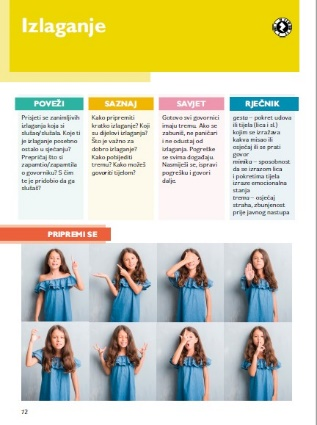 Izlaganje
POVEŽI
Prisjeti se zanimljivih
izlaganja koja si
slušao/slušala. Koje ti
je izlaganje posebno
ostalo u sjećanju?
Prepričaj što si
zapamtio/zapamtila
o govorniku? S čim
te je pridobio da ga
slušaš?
SAZNAJ
Kako pripremiti
kratko izlaganje? Koji
su dijelovi izlaganja?
Što je važno za
dobro izlaganje?
Kako pobijediti
tremu? Kako možeš
govoriti tijelom?
SAVJET
Gotovo svi govornici
imaju tremu. Ako se
zabuniš, ne paničari
i ne odustaj od
izlaganja. Pogreške
se svima događaju.
Nasmiješi se, ispravi
pogrešku i govori
dalje.
RJEČNIK
gesta – pokret udova
ili tijela (lica i sl.)
kojim se izražava
kakva misao ili
osjećaj ili se prati
govor
mimika – sposobnost
da se izrazom lica
i pokretima tijela
izraze emocionalna
stanja
trema – osjećaj
straha, zbunjenost
prije javnog nastupa
PRIPREMI SE
72